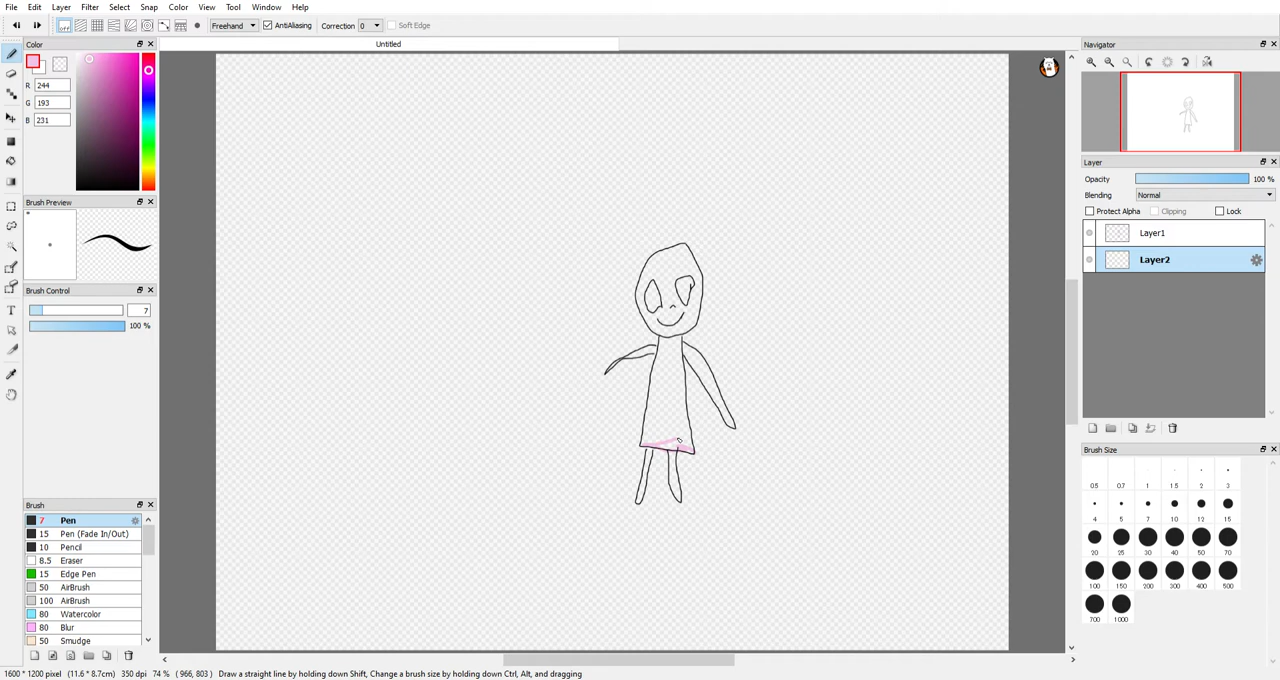 File Edit Layer Filter Select Snap Color View Tool Window Help
off Freehand AntiAliasing Correction 0 Soft Edge
Untitled
Color
R 244
G 193
B 231
Brush Preview
Brush Control
7
100 %
Brush
7 Pen
15 Pen (Fade In/Out)
10 Pencil
8.5 Eraser
15 Edge Pen
50 AirBrush
100 AirBrush
80 Watercolor
80 Blur
50 Smudge
Navigator
Layer
Opacity 100 %
Blending Normal
Protect Alpha Clipping Lock
Layer1
Layer2
Brush Size
0.5 0.7 1 1.5 2 3
4 5 7 10 12 15
20 25 30 40 50 70
100 150 200 300 400 500
700 1000
1600 * 1200 pixel (11.6 * 8.7cm) 350 dpi 74 % ( 966, 803 ) Draw a straight line by holding down Shift, Change a brush size by holding down Ctrl, Alt, and dragging